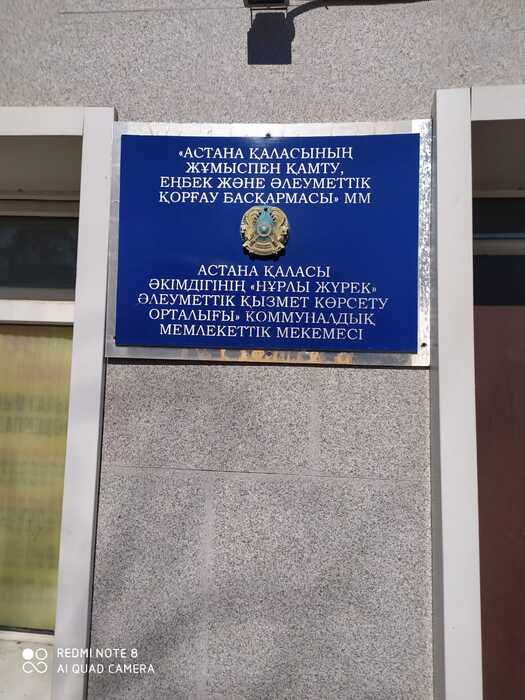 «АСТАНА ҚАЛАСЫНЫҢ
ЖҰМЫСПЕН ҚАМТУ,
ЕҢБЕК ЖӘНЕ ӘЛЕУМЕТТІК
ҚОРҒАУ БАСҚАРМАСЫ» ММ
АСТАНА ҚАЛАСЫ
ӘКІМДІГІНІҢ «НҰРЛЫ ЖҮРЕК»
ӘЛЕУМЕТТІК ҚЫЗМЕТ КӨРСЕТУ
ОРТАЛЫҒЫ» КОММУНАЛДЫҚ
МЕМЛЕКЕТТІК МЕКЕМЕСІ
REDMI NOTE 8
AI QUAD CAMERA